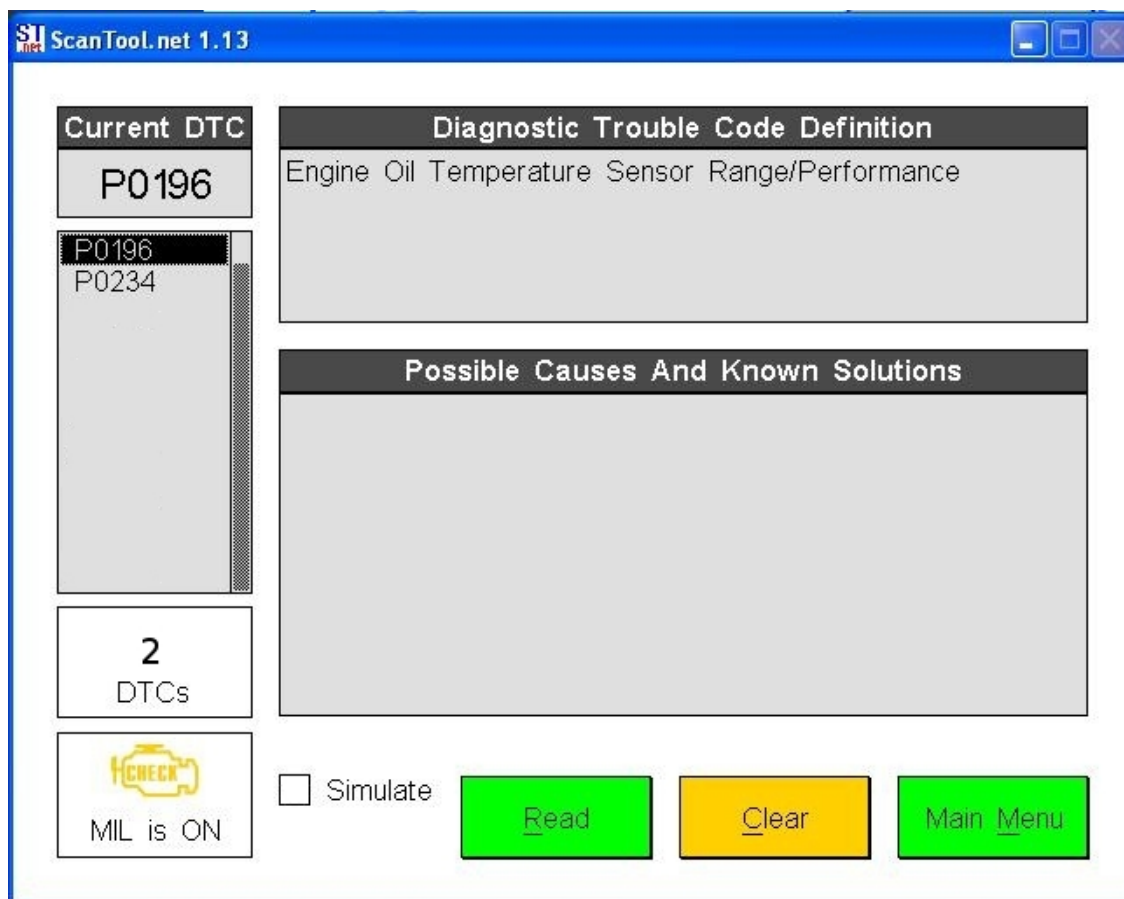 ScanTool.net 1.13
Current DTC
P0196
P0196
P0234
2
DTCs
CHECK
MIL is ON
Diagnostic Trouble Code Definition
Engine Oil Temperature Sensor Range/Performance
Possible Causes And Known Solutions
Simulate
Read
Clear
Main Menu